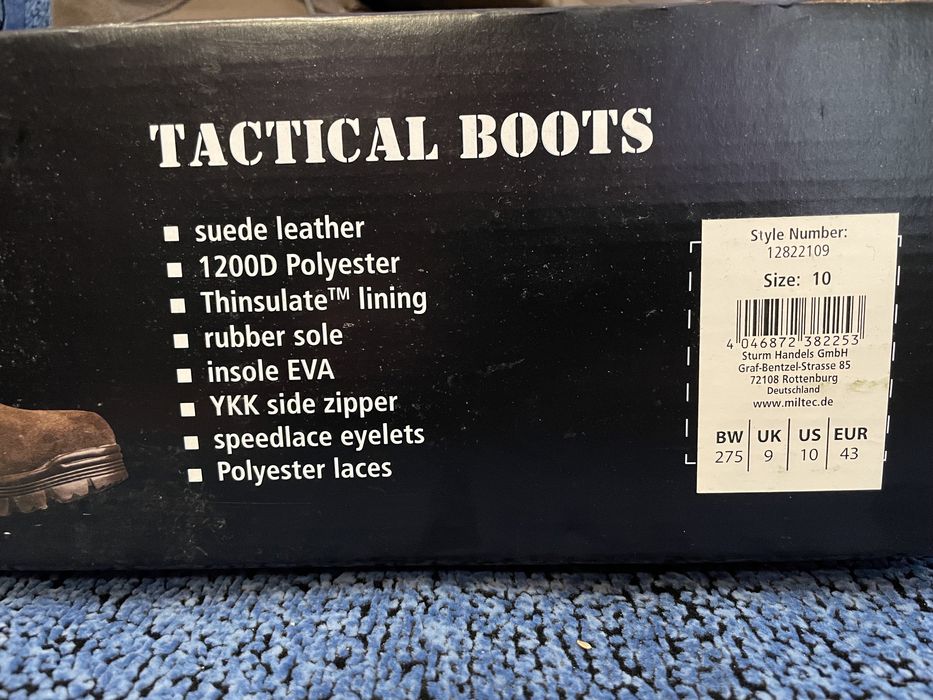 TACTICAL BOOTS
suede leather
1200D Polyester
Thinsulate™ lining
rubber sole
insole EVA
YKK side zipper
speedlace eyelets
Polyester laces
Style Number:
12822109
Size: 10
4 046872 382253
Sturm Handels GmbH
Graf-Bentzel-Strasse 85
72108 Rottenburg
Deutschland
www.miltec.de
BW UK US EUR
275 9 10 43